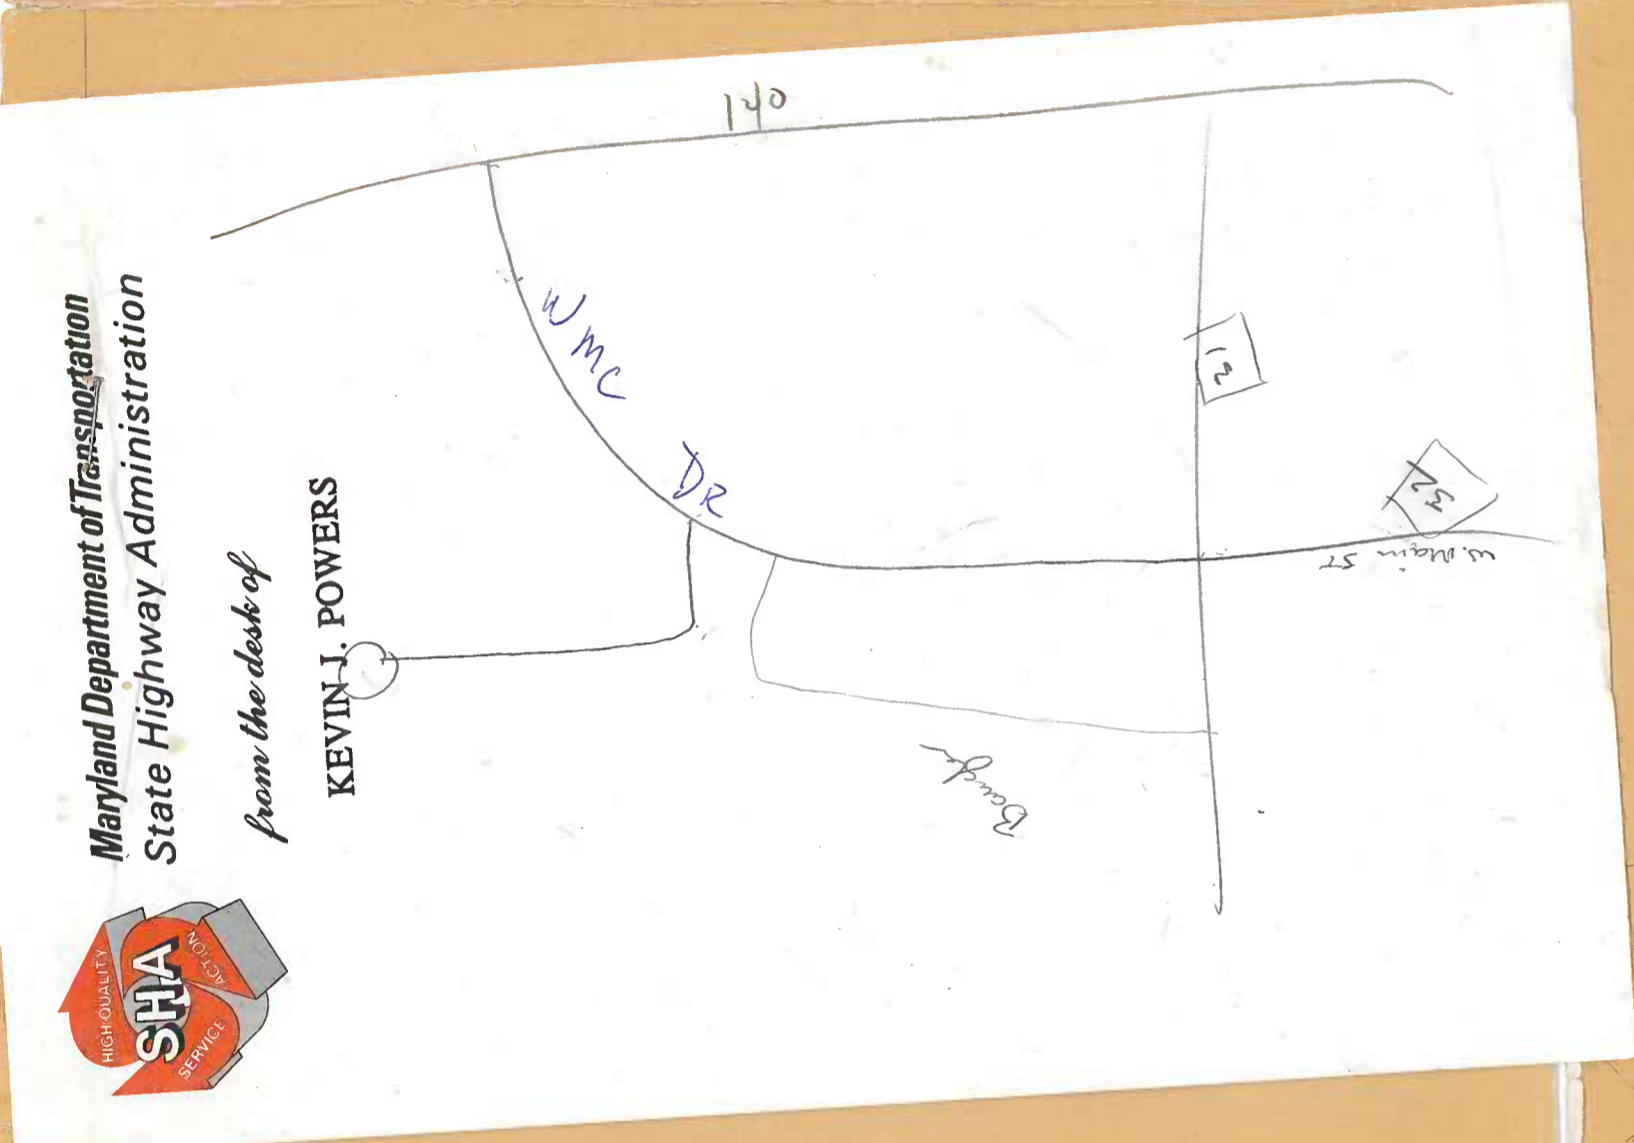 Maryland Department of Transportation
State Highway Administration
from the desk of
KEVIN J. POWERS
HIGH QUALITY
SHA
SERVICE
ACTION
140
WMC
DR
31
32
W. Main ST